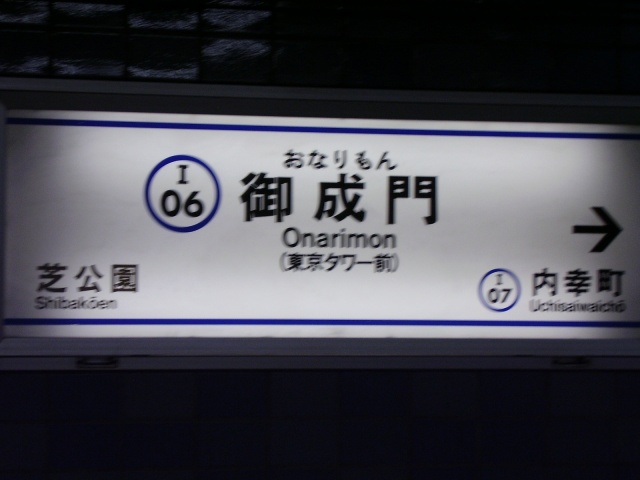 おなりもん
I
06
御成門
Onarimon
(東京タワー前)
芝公園
Shibakōen
I
07
内幸町
Uchisaiwaichō